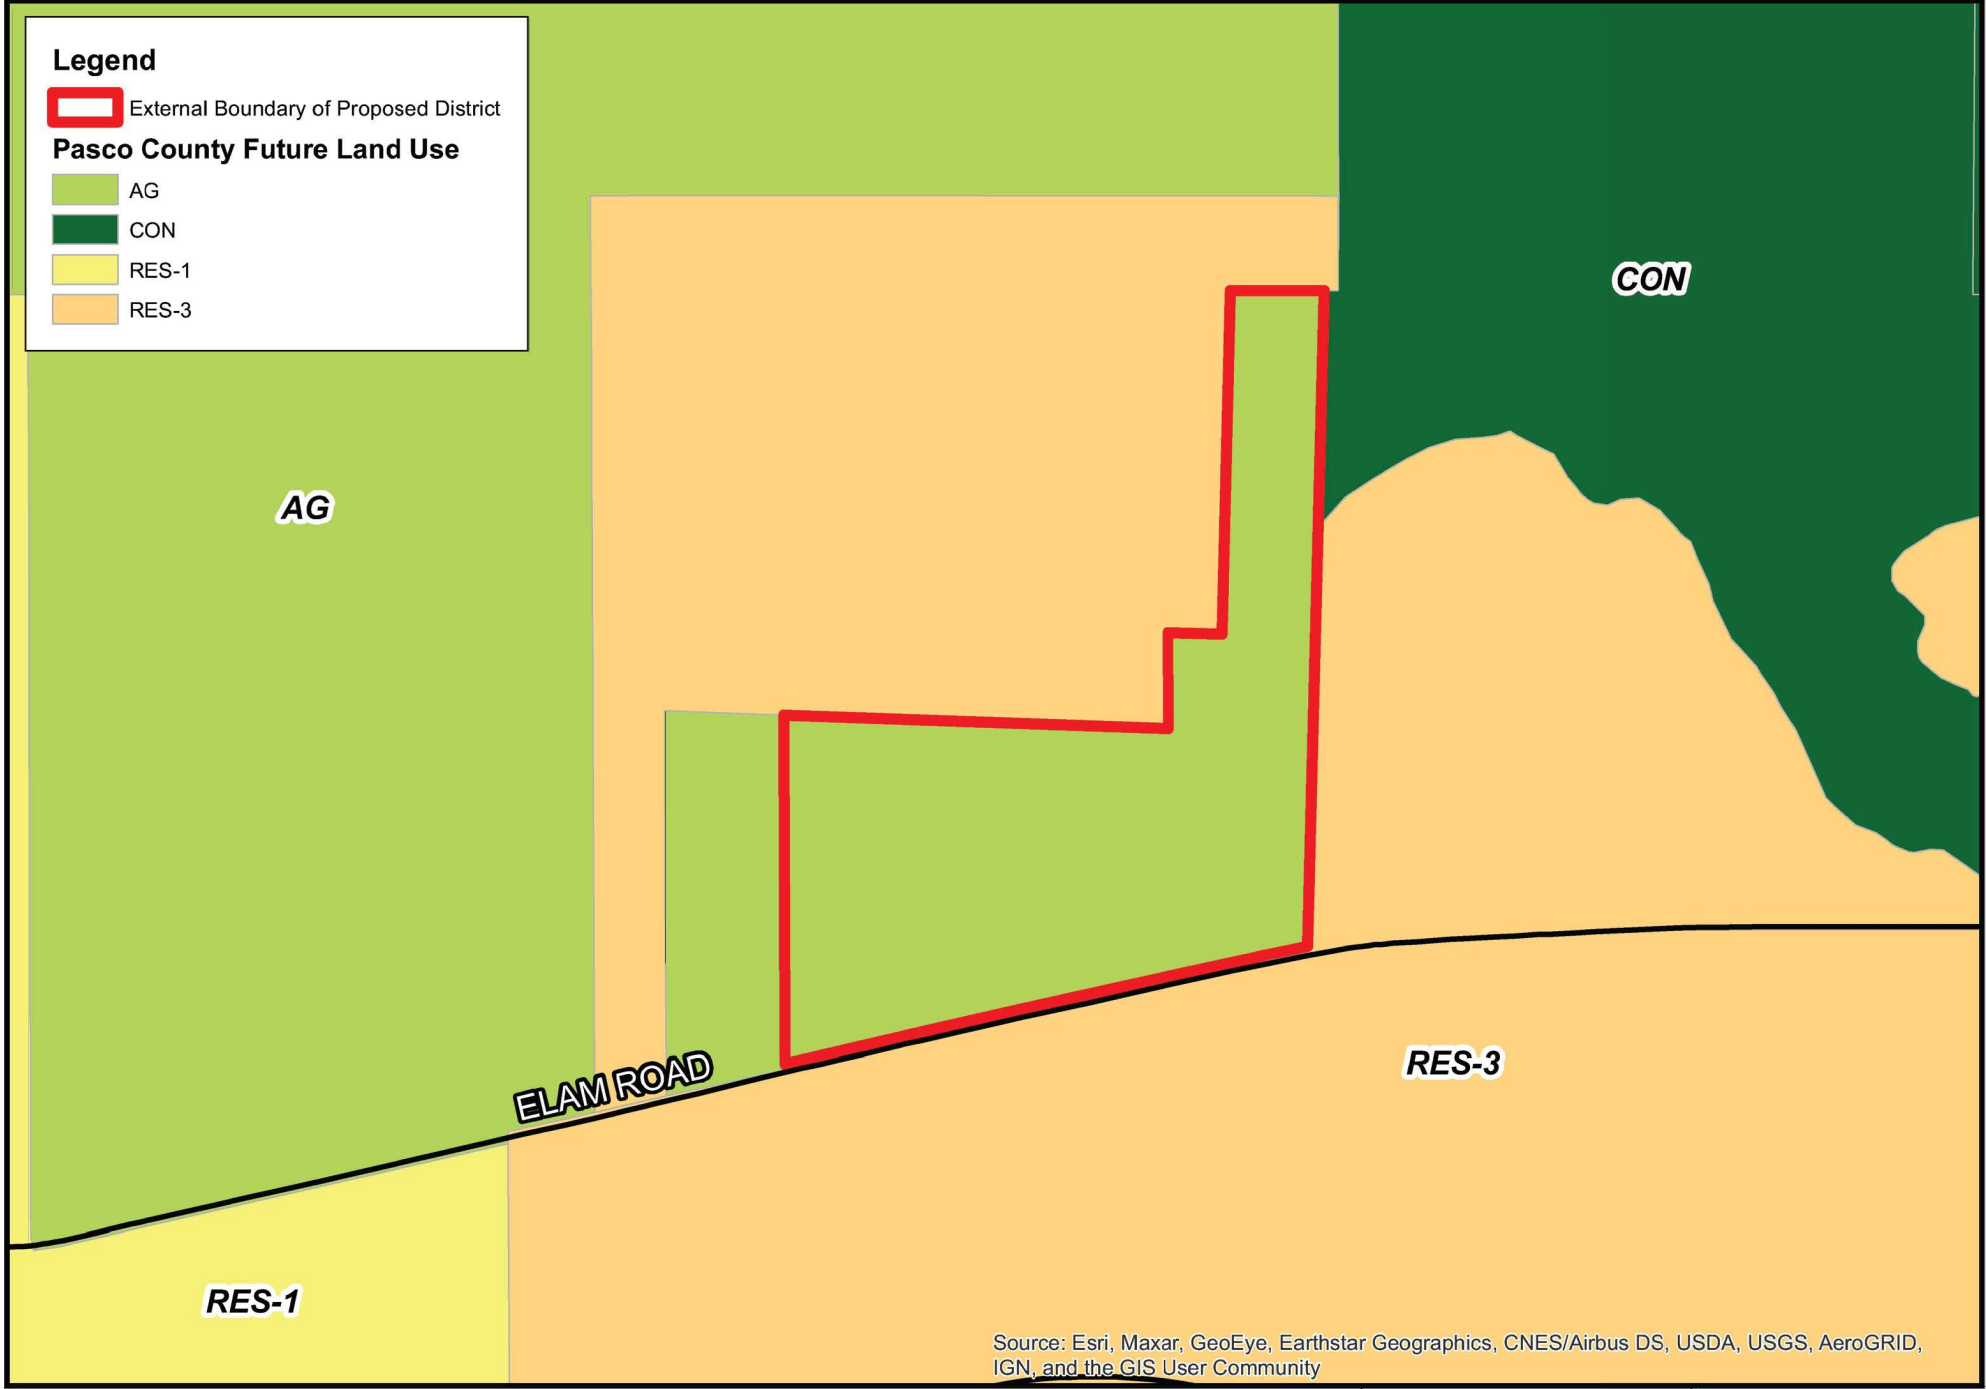 Legend
External Boundary of Proposed District
Pasco County Future Land Use
AG
CON
RES-1
RES-3
CON
AG
ELAM ROAD
RES-3
RES-1
Source: Esri, Maxar, GeoEye, Earthstar Geographics, CNES/Airbus DS, USDA, USGS, AeroGRID,
IGN, and the GIS User Community